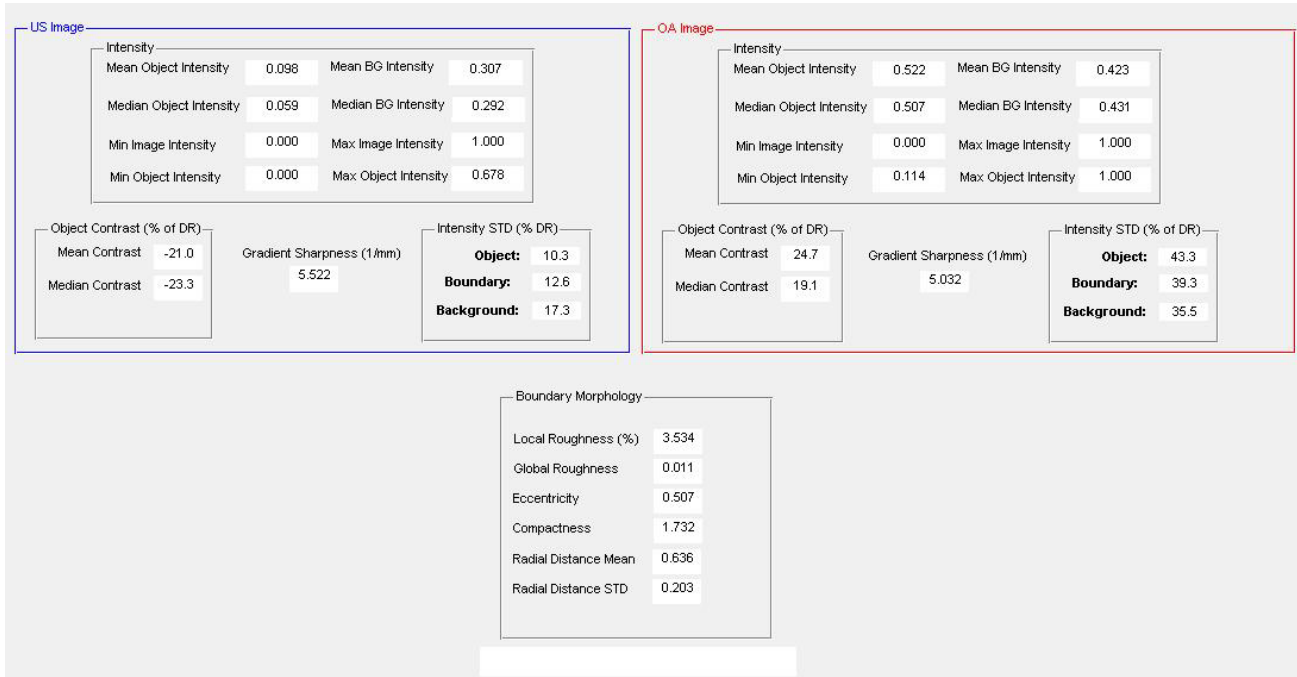 US Image
Intensity
Mean Object Intensity 0.098 Mean BG Intensity 0.307
Median Object Intensity 0.059 Median BG Intensity 0.292
Min Image Intensity 0.000 Max Image Intensity 1.000
Min Object Intensity 0.000 Max Object Intensity 0.678
Object Contrast (% of DR)
Mean Contrast -21.0
Median Contrast -23.3
Gradient Sharpness (1/mm)
5.522
Intensity STD (% DR)
Object: 10.3
Boundary: 12.6
Background: 17.3
OA Image
Intensity
Mean Object Intensity 0.522 Mean BG Intensity 0.423
Median Object Intensity 0.507 Median BG Intensity 0.431
Min Image Intensity 0.000 Max Image Intensity 1.000
Min Object Intensity 0.114 Max Object Intensity 1.000
Object Contrast (% of DR)
Mean Contrast 24.7
Median Contrast 19.1
Gradient Sharpness (1/mm)
5.032
Intensity STD (% of DR)
Object: 43.3
Boundary: 39.3
Background: 35.5
Boundary Morphology
Local Roughness (%) 3.534
Global Roughness 0.011
Eccentricity 0.507
Compactness 1.732
Radial Distance Mean 0.636
Radial Distance STD 0.203